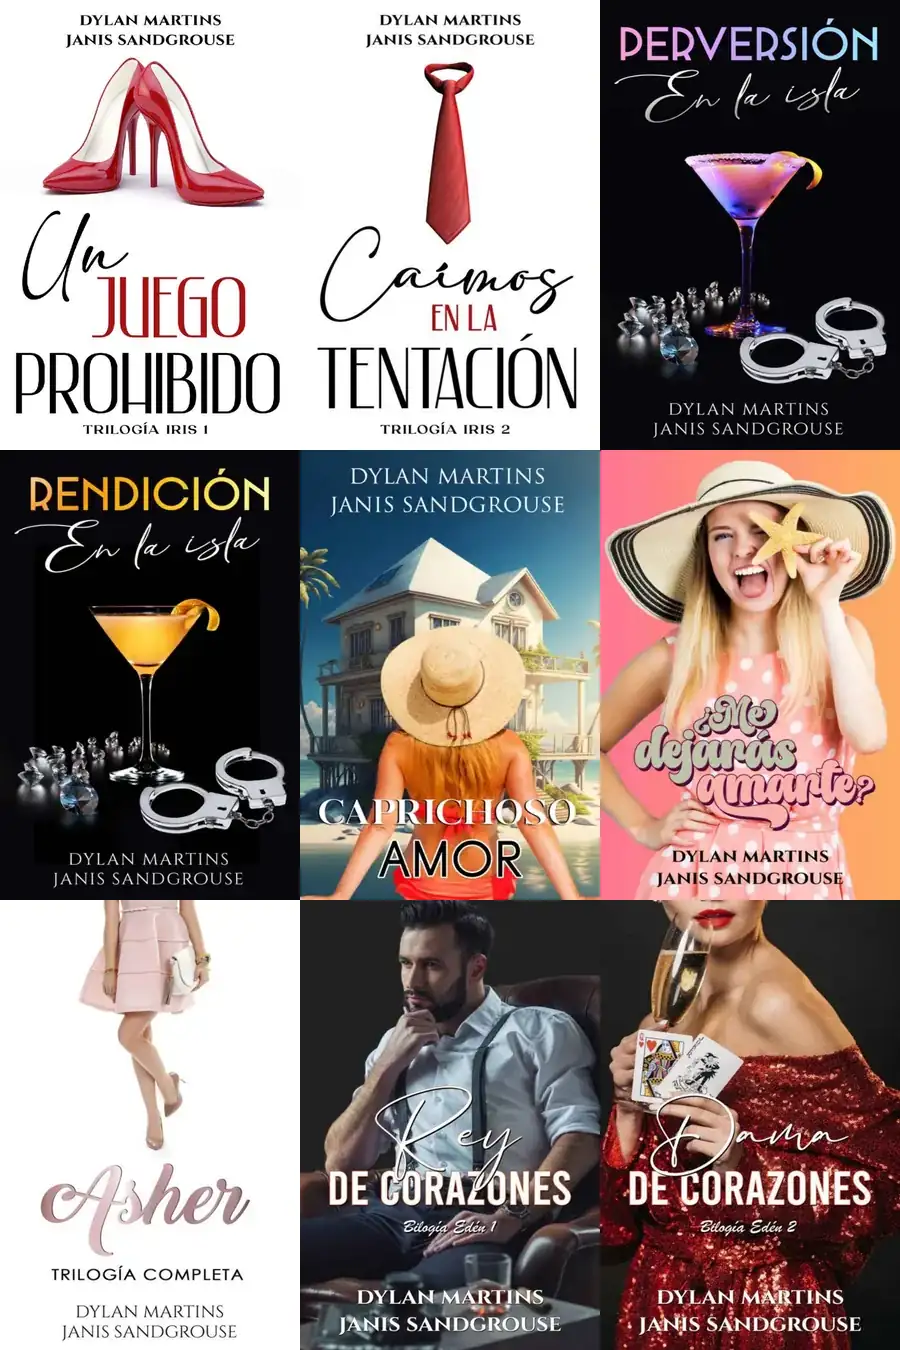 DYLAN MARTINS
JANIS SANDGROUSE
Un
JUEGO
PROHIBIDO
TRILOGÍA IRIS 1
DYLAN MARTINS
JANIS SANDGROUSE
Caímos
EN LA
TENTACIÓN
TRILOGÍA IRIS 2
PERVERSIÓN
En la isla
DYLAN MARTINS
JANIS SANDGROUSE
RENDICIÓN
En la isla
DYLAN MARTINS
JANIS SANDGROUSE
DYLAN MARTINS
JANIS SANDGROUSE
CAPRICHOSO
AMOR
¿Me
dejarás
amarte?
DYLAN MARTINS
JANIS SANDGROUSE
Asher
TRILOGÍA COMPLETA
DYLAN MARTINS
JANIS SANDGROUSE
Rey
DE CORAZONES
Bilogía Edén 1
DYLAN MARTINS
JANIS SANDGROUSE
JOKER
Dama
DE CORAZONES
Bilogía Edén 2
DYLAN MARTINS
JANIS SANDGROUSE